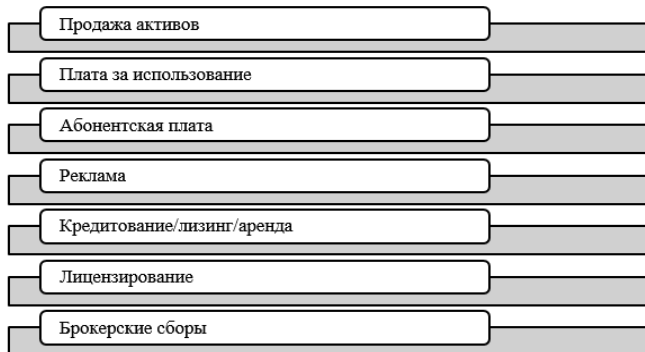 Продажа активов
Плата за использование
Абонентская плата
Реклама
Кредитование/лизинг/аренда
Лицензирование
Брокерские сборы